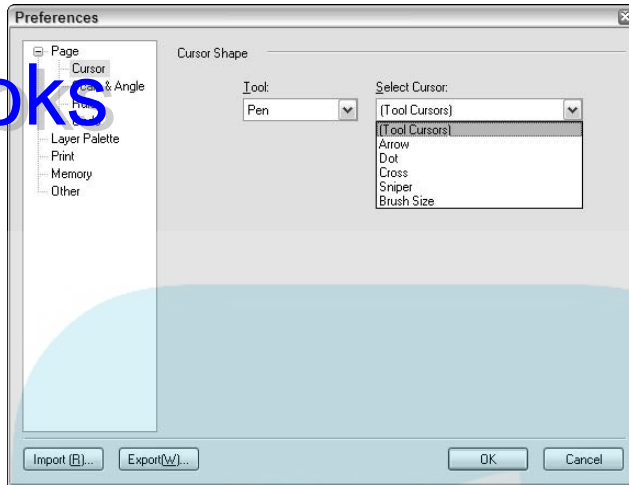 Preferences
Page
Cursor
& Angle
Layer Palette
Print
Memory
Other
oks
Cursor Shape
Tool:
Pen
Select Cursor:
(Tool Cursors)
(Tool Cursors)
Arrow
Dot
Cross
Sniper
Brush Size
Import (R)...
Export(W)...
OK
Cancel